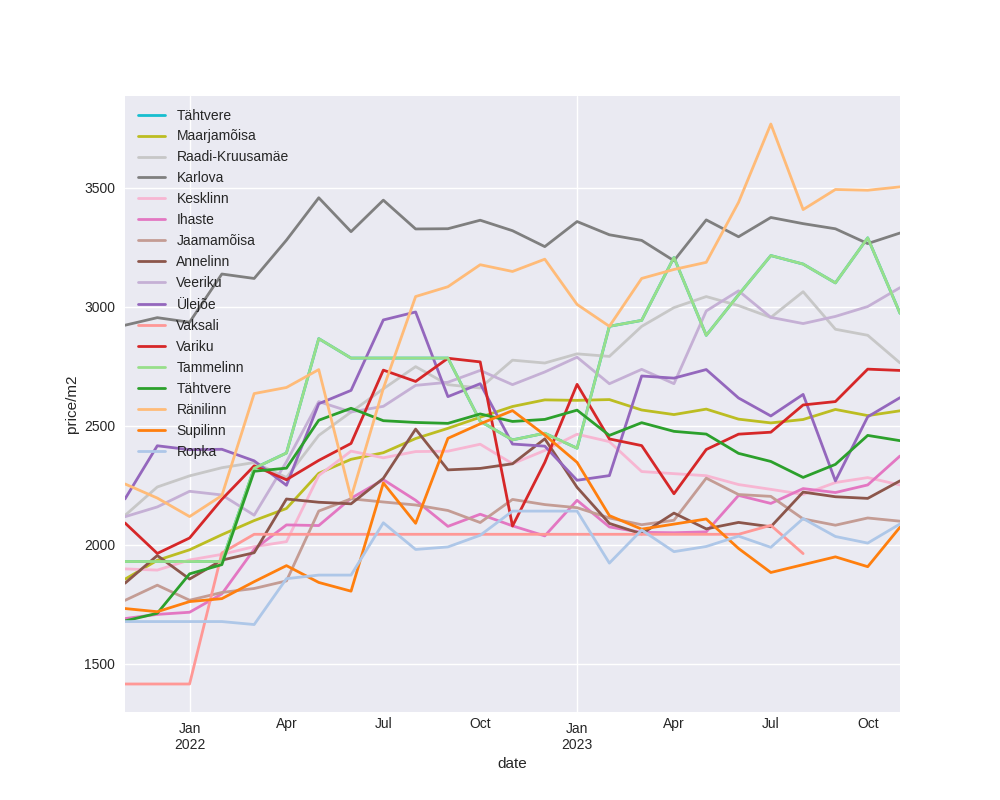 Tähtvere
Maarjamõisa
Raadi-Kruusamäe
Karlova
Kesklinn
Ihaste
Jaamamõisa
Annelinn
Veeriku
Ülejõe
Vaksali
Variku
Tammelinn
Tähtvere
Ränilinn
Supilinn
Ropka
3500
3000
2500
2000
1500
price/m2
Jan
2022
Apr
Jul
Oct
Jan
2023
Apr
Jul
Oct
date